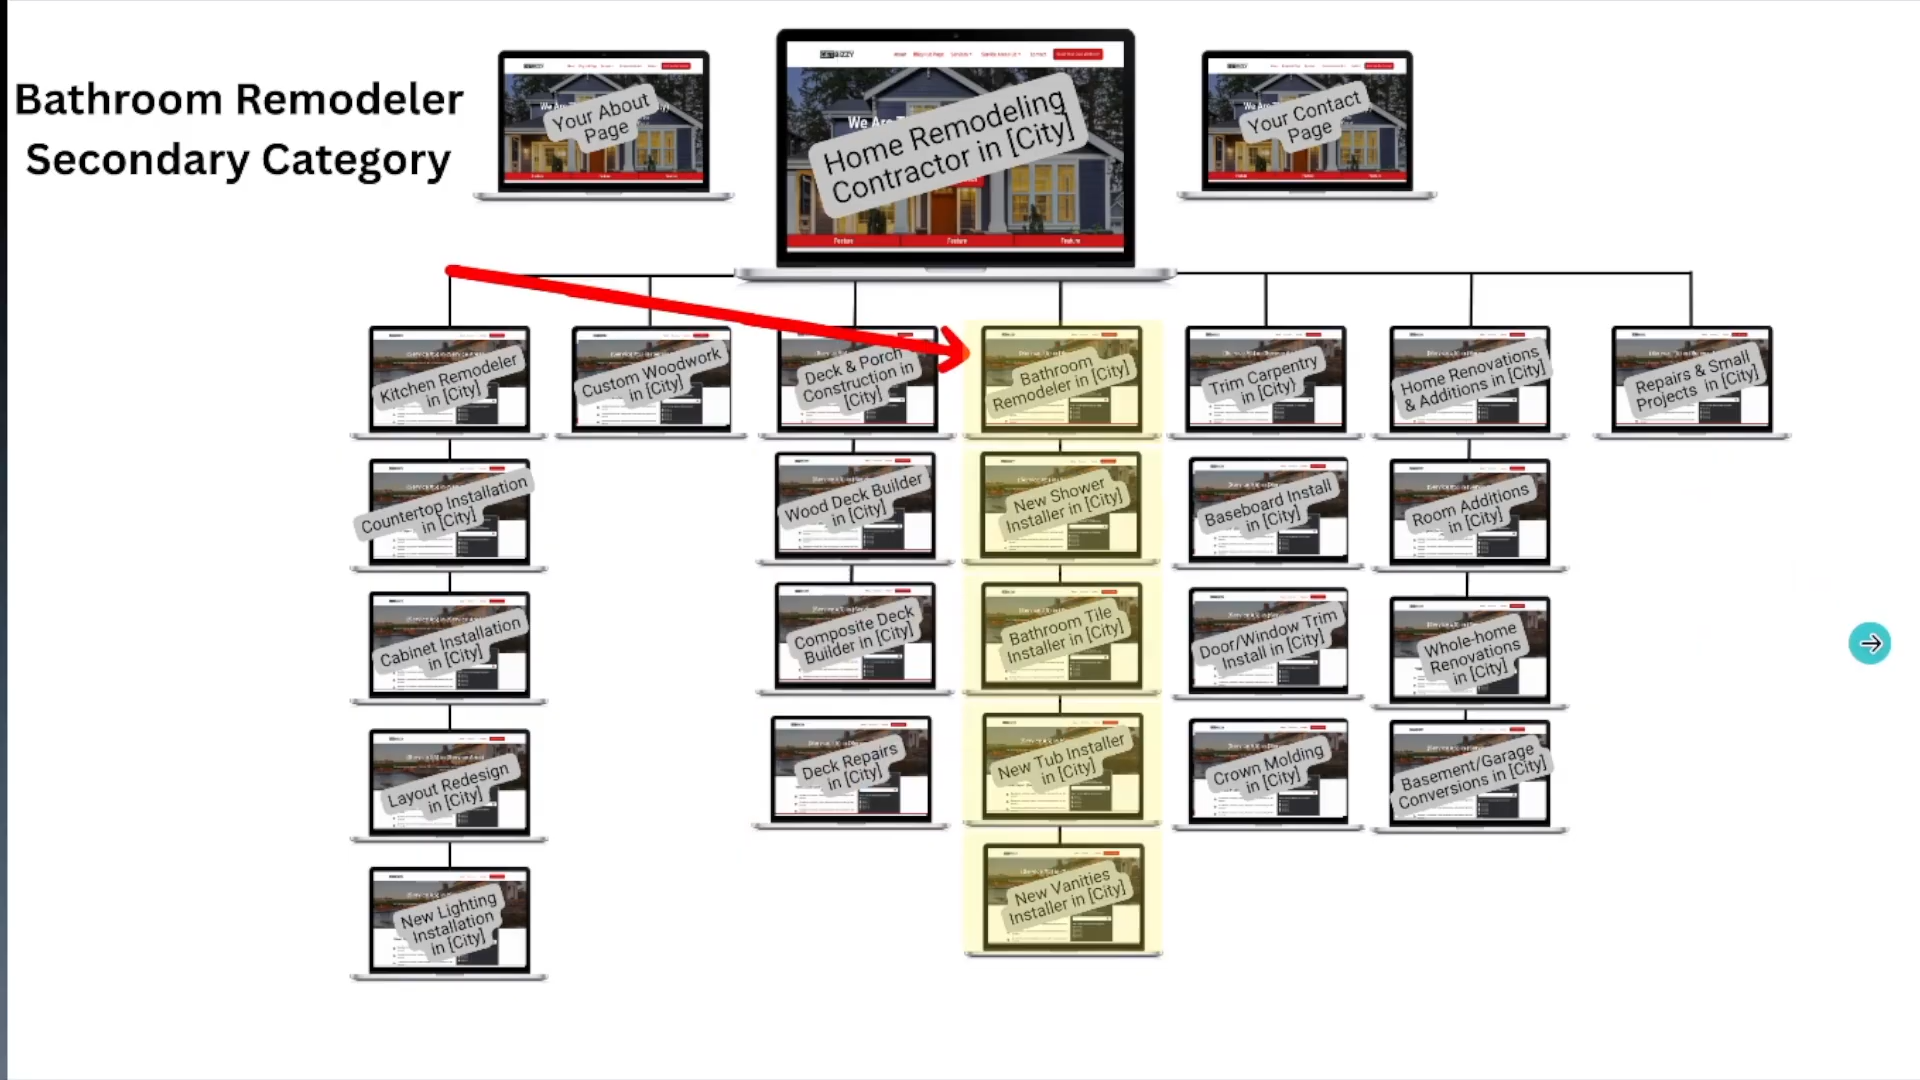 Bathroom Remodeler
Secondary Category
Your About
Page
GETBIZZY
Home Remodeling
Contractor in [City]
We Are
Feature
Feature
Feature
Your Contact
Page
Kitchen Remodeler
in [City]
Custom Woodwork
in [City]
Deck & Porch
Construction in
[City]
Bathroom
Remodeler in [City]
Trim Carpentry
in [City}
Home Renovations
& Additions in [City]
Repairs & Small
Projects in [City]
Countertop Installation
in [City]
Wood Deck Builder
in [City]
New Shower
Installer in [City]
Baseboard Install
in [City]
Room Additions
in [City]
Cabinet Installation
in [City]
Composite Deck
Builder in [City]
Bathroom Tile
Installer in [City]
Door/Window Trim
Install in [City]
Whole-home
Renovations
in [City]
Layout Redesign
in [City]
Deck Repairs
in [City]
New Tub Installer
in [City]
Crown Molding
in [City]
Basement/Garage
Conversions in [City]
New Lighting
Installation
in [City]
New Vanities
Installer in [City]